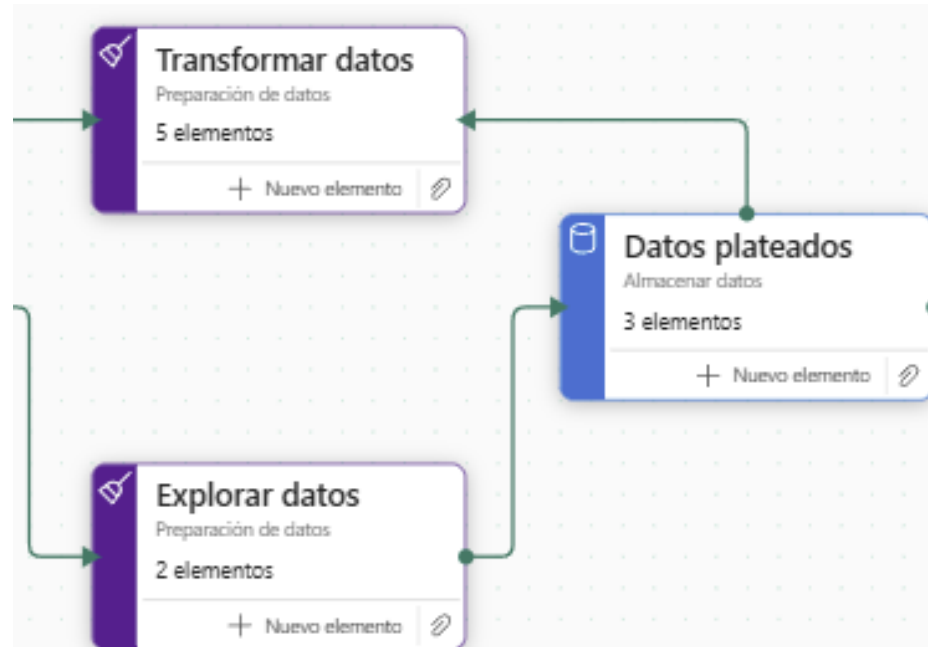 Transformar datos
Preparación de datos
5 elementos
Nuevo elemento
Datos plateados
Almacenar datos
3 elementos
Nuevo elemento
Explorar datos
Preparación de datos
2 elementos
Nuevo elemento